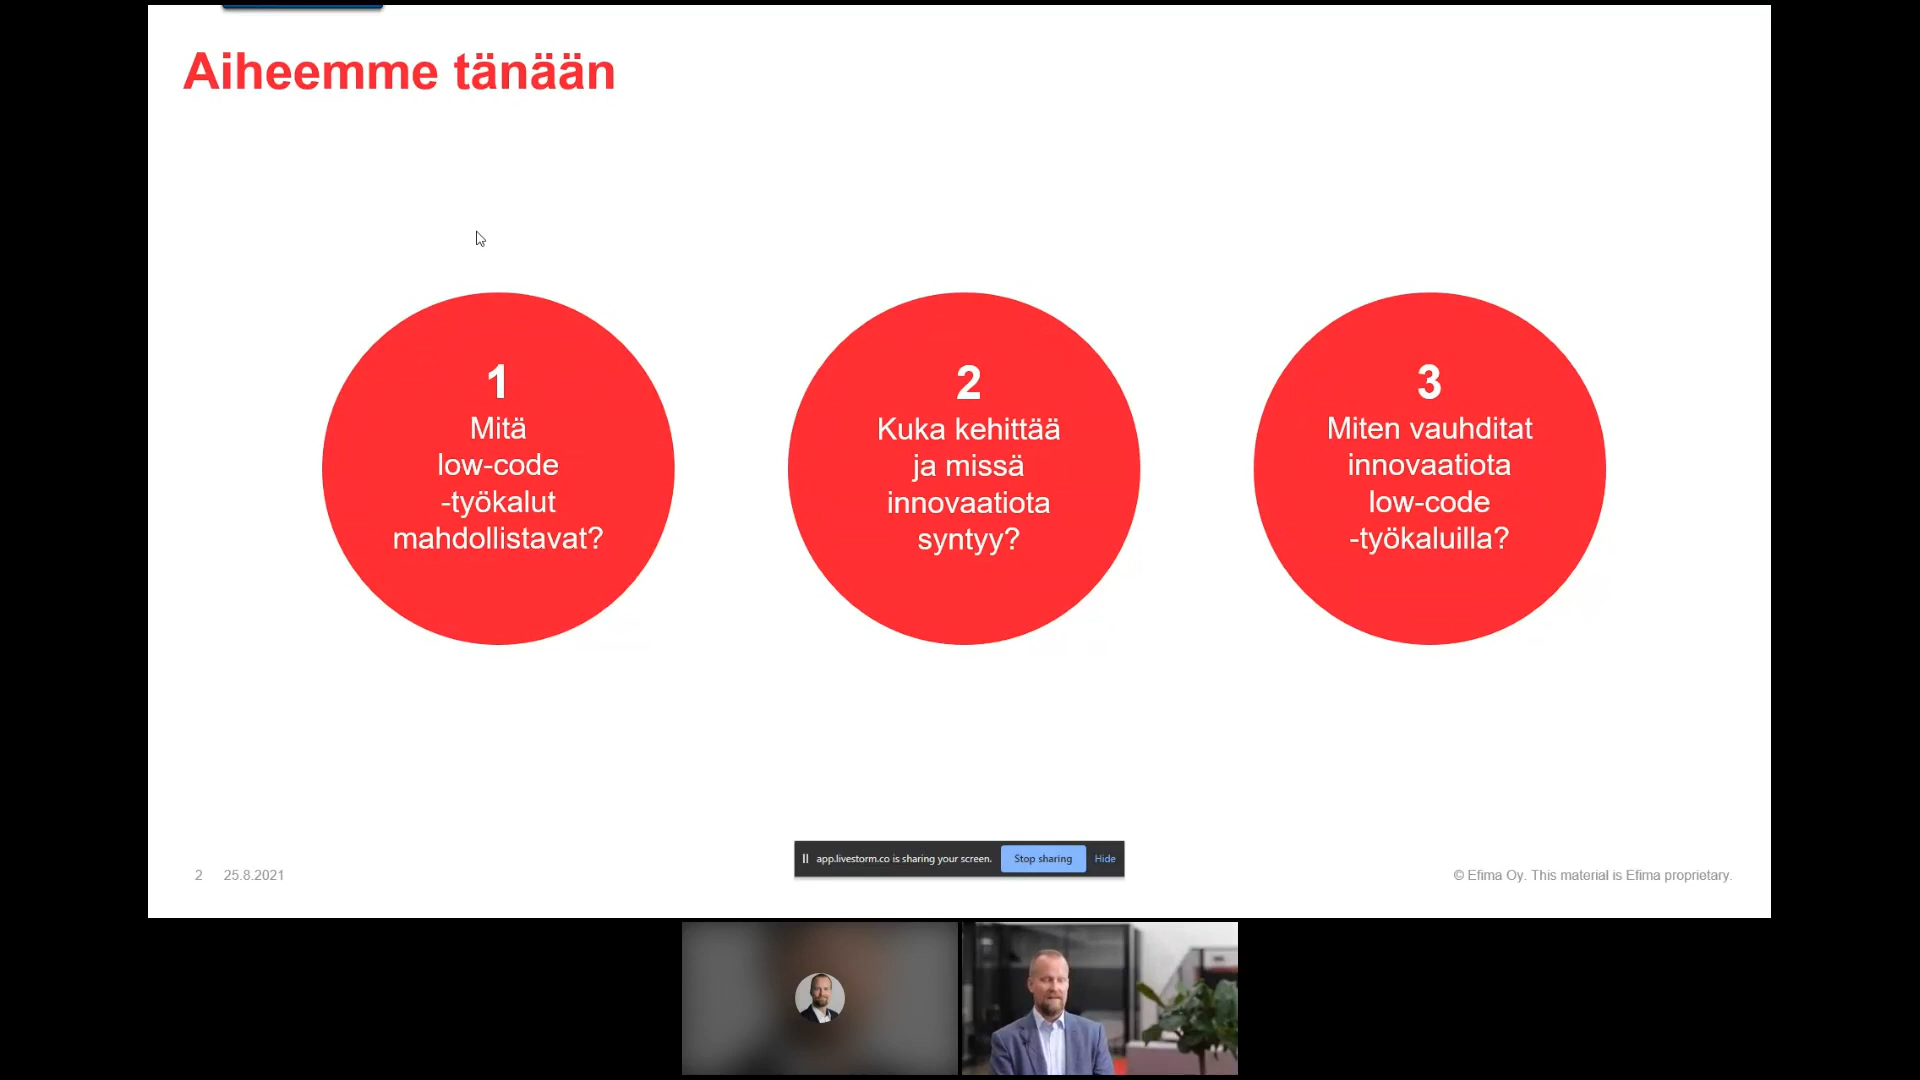 Aiheemme tänään
1
Mitä
low-code
-työkalut
mahdollistavat?
2
Kuka kehittää
ja missä
innovaatiota
syntyy?
3
Miten vauhditat
innovaatiota
low-code
-työkaluilla?
app.livestorm.co is sharing your screen.
Stop sharing
Hide
2
25.8.2021
© Efima Oy. This material is Efima proprietary.